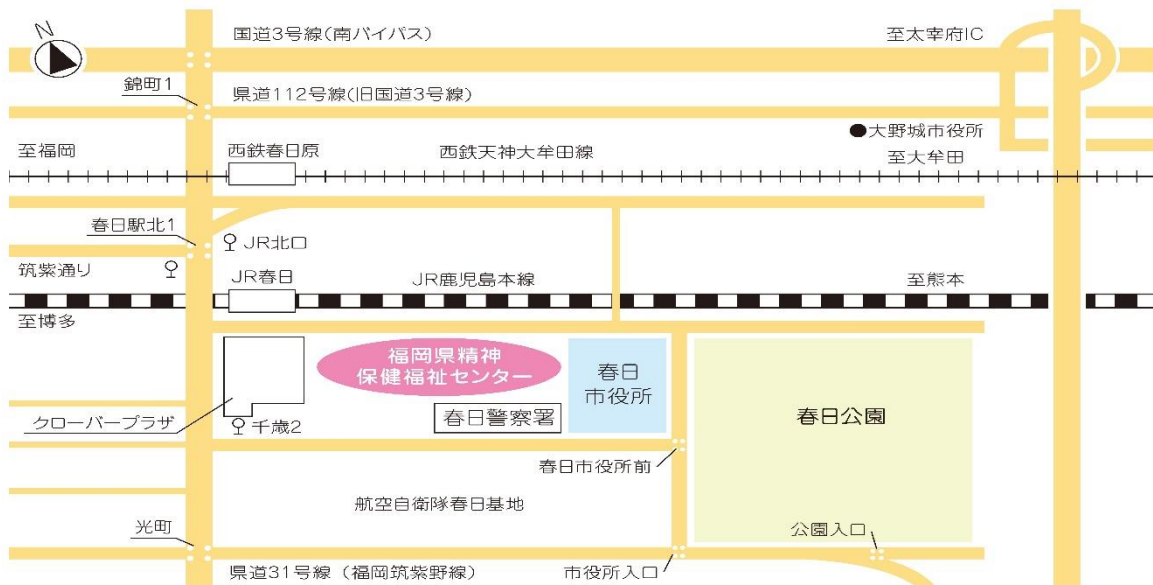 N
国道3号線(南バイパス)
至太宰府IC
錦町1
県道112号線(旧国道3号線)
●大野城市役所
至福岡
西鉄春日原
西鉄天神大牟田線
至大牟田
春日駅北1
JR北口
筑紫通り
JR春日
JR鹿児島本線
至熊本
至博多
福岡県精神
保健福祉センター
春日
市役所
春日公園
クローバープラザ
千歳2
春日警察署
春日市役所前
航空自衛隊春日基地
光町
公園入口
県道31号線(福岡筑紫野線)
市役所入口